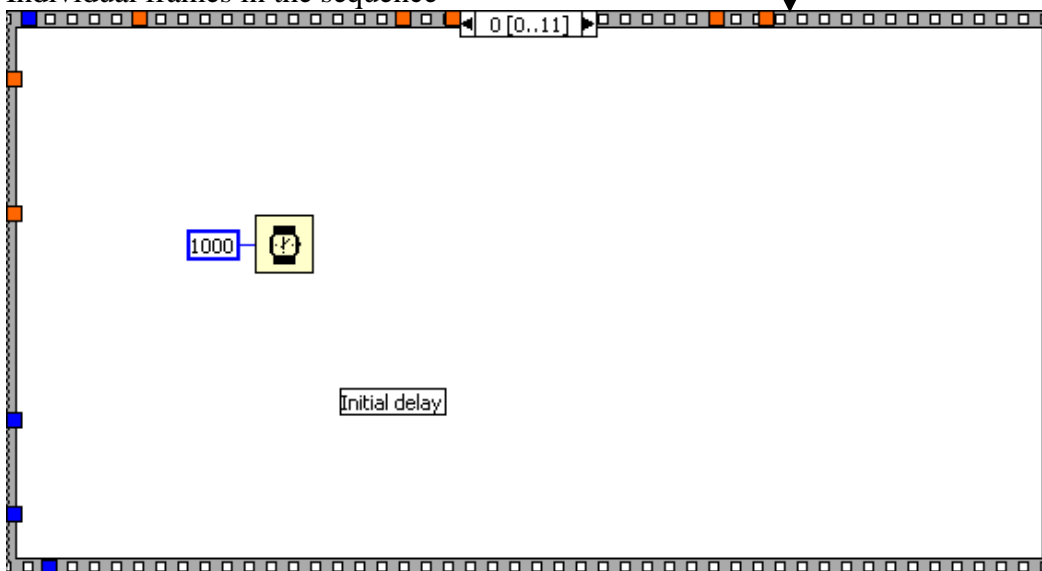 Individual frames in the sequence
0 [0..11]
1000
Initial delay